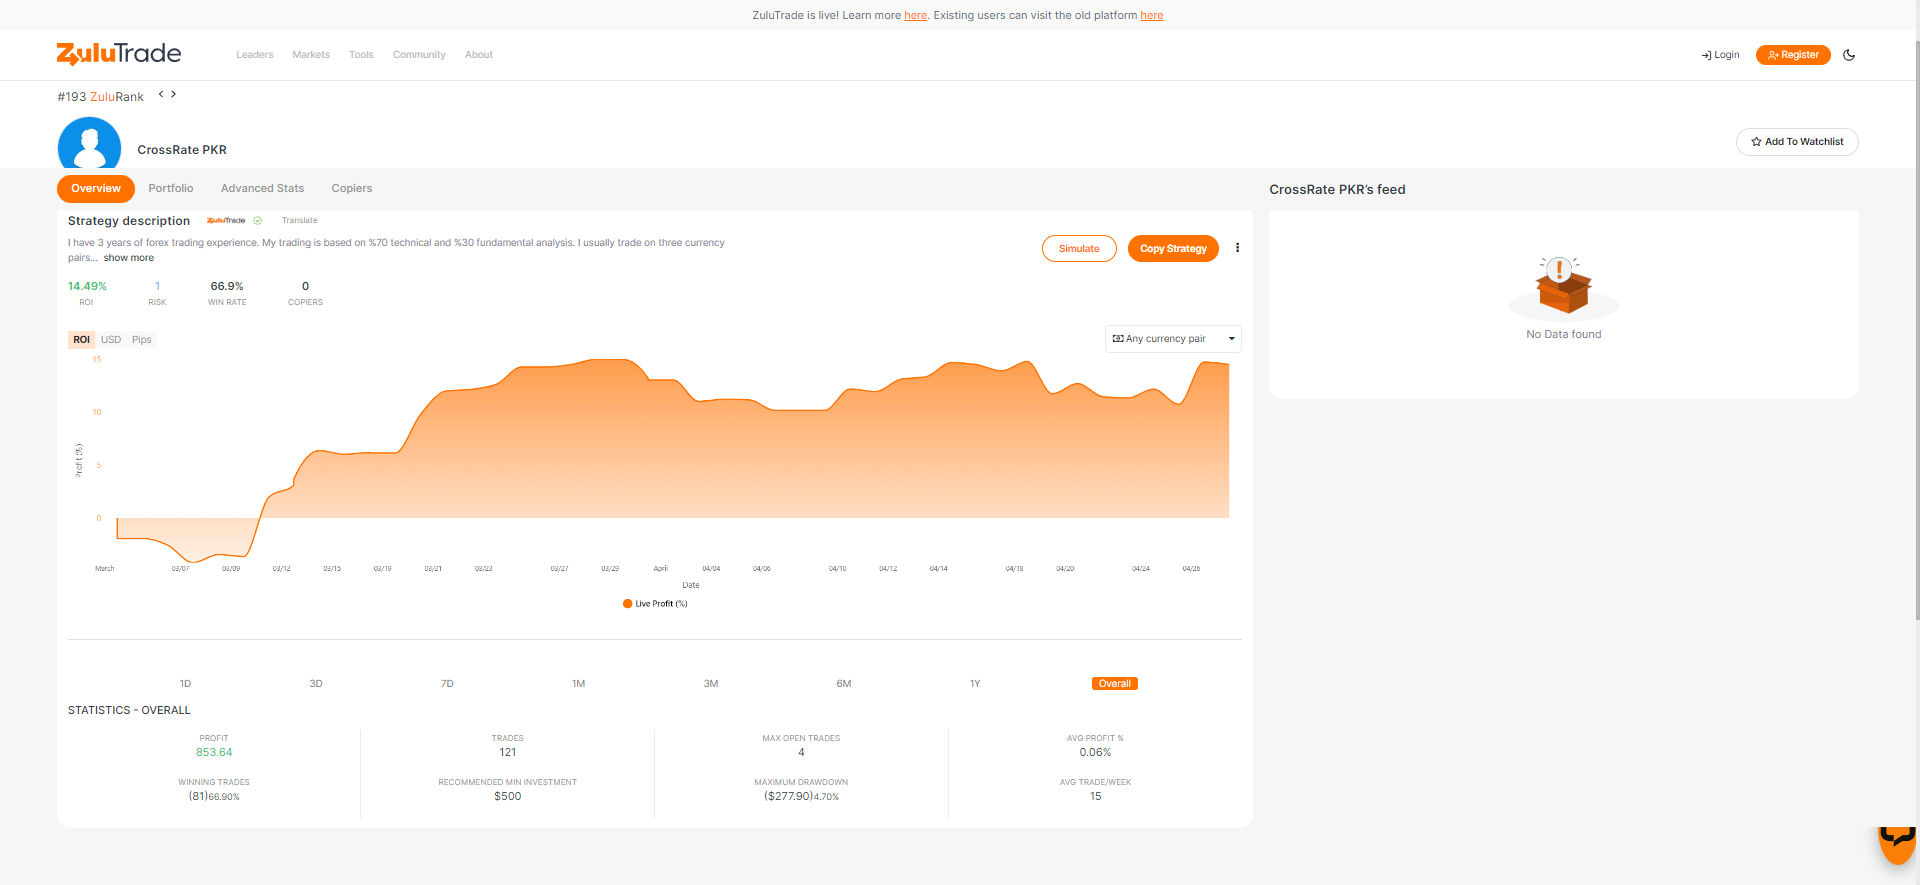 ZuluTrade is live! Learn more here. Existing users can visit the old platform here
ZuluTrade
Leaders Markets Tools Community About
Login Register
#193 ZuluRank
CrossRate PKR
Add To Watchlist
Overview Portfolio Advanced Stats Copiers
CrossRate PKR's feed
Strategy description ZuluTrade Translate
I have 3 years of forex trading experience. My trading is based on %70 technical and %30 fundamental analysis. I usually trade on three currency
pairs... show more
Simulate Copy Strategy
14.49% 1 66.9% 0
ROI RISK WIN RATE COPIERS
No Data found
ROI USD Pips
Any currency pair
15
10
5
0
Profit (%)
March 03/07 03/09 03/12 03/15 03/19 03/21 03/23 03/27 03/29 April 04/04 04/06 04/10 04/12 04/14 04/18 04/20 04/24 04/26
Date
Live Profit (%)
1D 3D 7D 1M 3M 6M 1Y Overall
STATISTICS - OVERALL
PROFIT TRADES MAX OPEN TRADES AVG PROFIT %
853.64 121 4 0.06%
WINNING TRADES RECOMMENDED MIN INVESTMENT MAXIMUM DRAWDOWN AVG TRADE/WEEK
(81)66.90% $500 ($277.90)4.70% 15